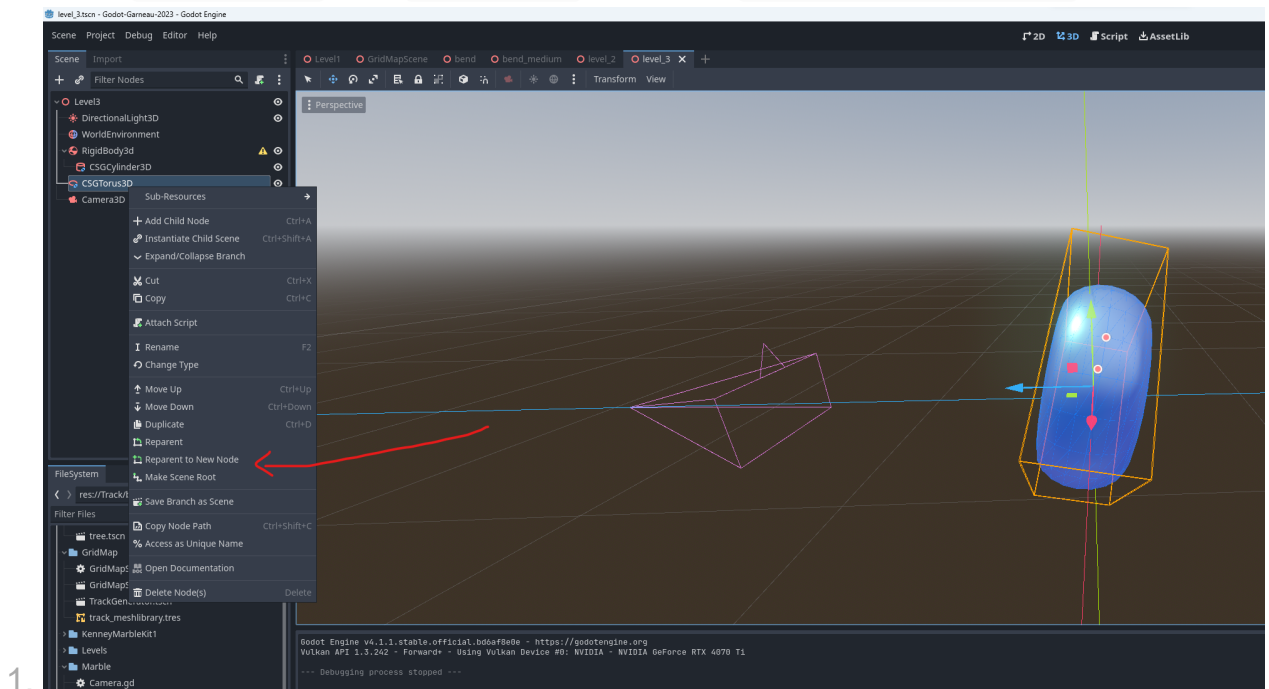 level_3.tscn - Godot-Garneau-2023 - Godot Engine
Scene Project Debug Editor Help
2D 3D Script AssetLib
Scene Import
Level1 GridMapScene bend bend_medium level_2 level_3
Filter Nodes
Transform View
Perspective
Level3
DirectionalLight3D
WorldEnvironment
RigidBody3d
CSGCylinder3D
CSGTorus3D
Camera3D
Sub-Resources
Add Child Node Ctrl+A
Instantiate Child Scene Ctrl+Shift+A
Expand/Collapse Branch
Cut Ctrl+X
Copy Ctrl+C
Attach Script
Rename F2
Change Type
Move Up Ctrl+Up
Move Down Ctrl+Down
Duplicate Ctrl+D
Reparent
Reparent to New Node
Make Scene Root
Save Branch as Scene
Copy Node Path Ctrl+Shift+C
% Access as Unique Name
Open Documentation
Delete Node(s) Delete
FileSystem
res://Track/
Filter Files
tree.tscn
GridMap
GridMapS
GridMapS
track_meshlibrary.tres
KenneyMarbleKit1
Levels
Marble
Camera.gd
Godot Engine v4.1.1.stable.official.bd6af8e0e - https://godotengine.org
Vulkan API 1.3.242 - Forward+ - Using Vulkan Device #0: NVIDIA - NVIDIA GeForce RTX 4070 Ti
--- Debugging process stopped ---
1.